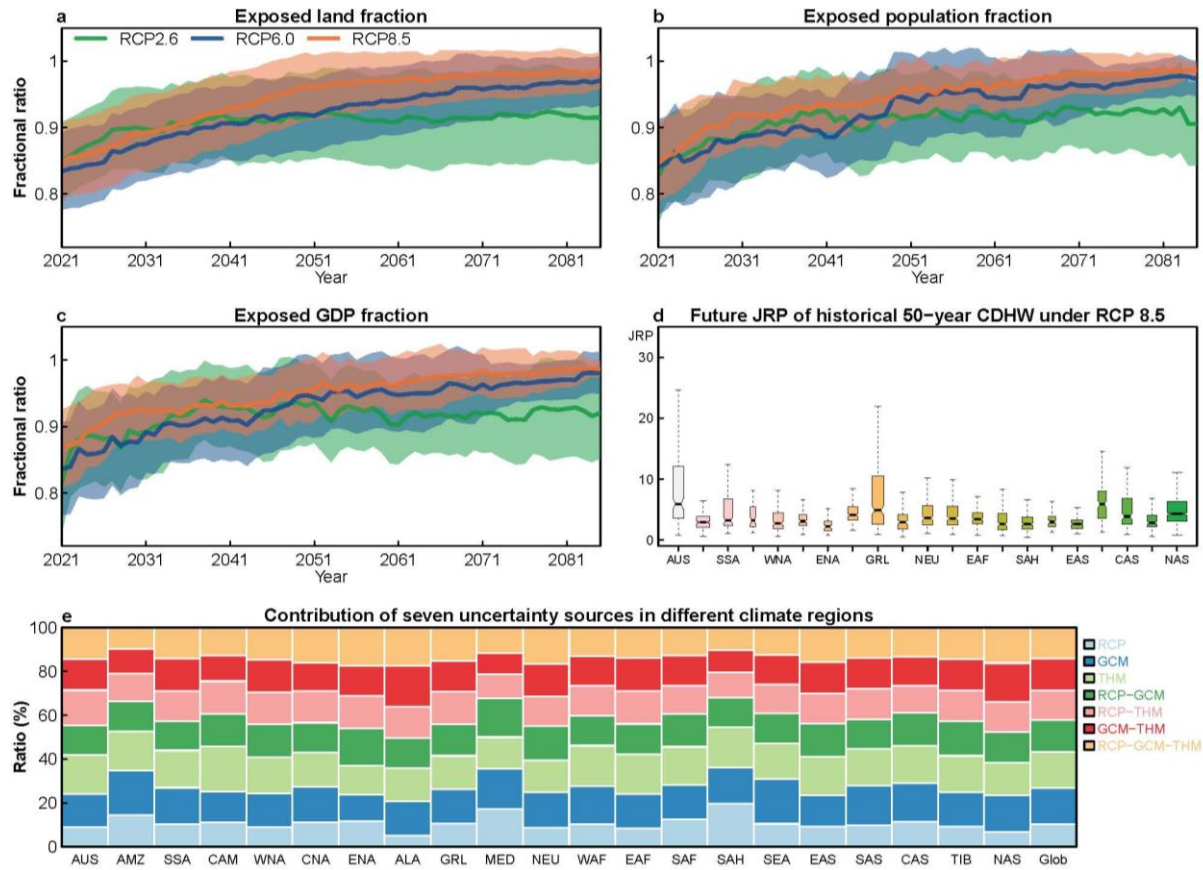 a Exposed land fraction
RCP2.6 RCP6.0 RCP8.5
Fractional ratio
1
0.9
0.8
2021 2031 2041 2051 2061 2071 2081
Year
b Exposed population fraction
Fractional ratio
1
0.9
0.8
2021 2031 2041 2051 2061 2071 2081
Year
c Exposed GDP fraction
Fractional ratio
1
0.9
0.8
2021 2031 2041 2051 2061 2071 2081
Year
d Future JRP of historical 50-year CDHW under RCP 8.5
JRP
30
20
10
0
AUS SSA WNA ENA GRL NEU EAF SAH EAS CAS NAS
e Contribution of seven uncertainty sources in different climate regions
Ratio (%)
100
80
60
40
20
0
AUS AMZ SSA CAM WNA CNA ENA ALA GRL MED NEU WAF EAF SAF SAH SEA EAS SAS CAS TIB NAS Glob
RCP
GCM
THM
RCP-GCM
RCP-THM
GCM-THM
RCP-GCM-THM